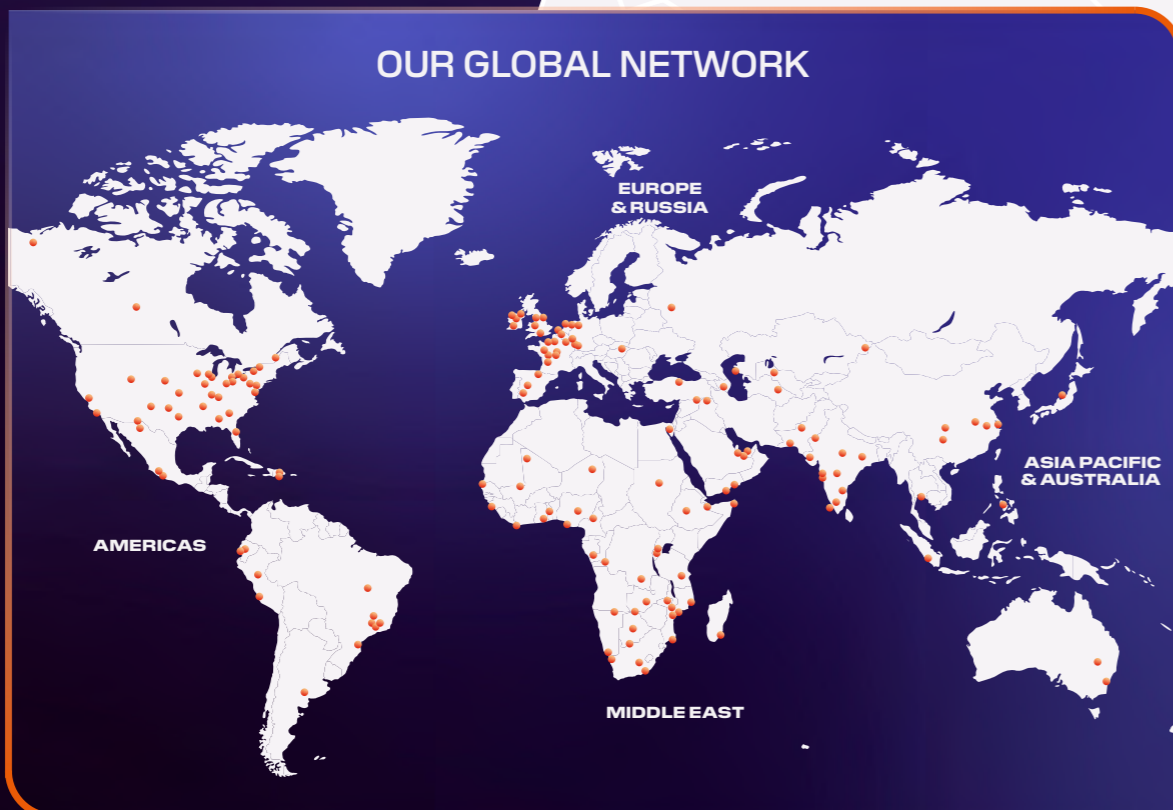 OUR GLOBAL NETWORK
EUROPE
& RUSSIA
ASIA PACIFIC
& AUSTRALIA
AMERICAS
MIDDLE EAST